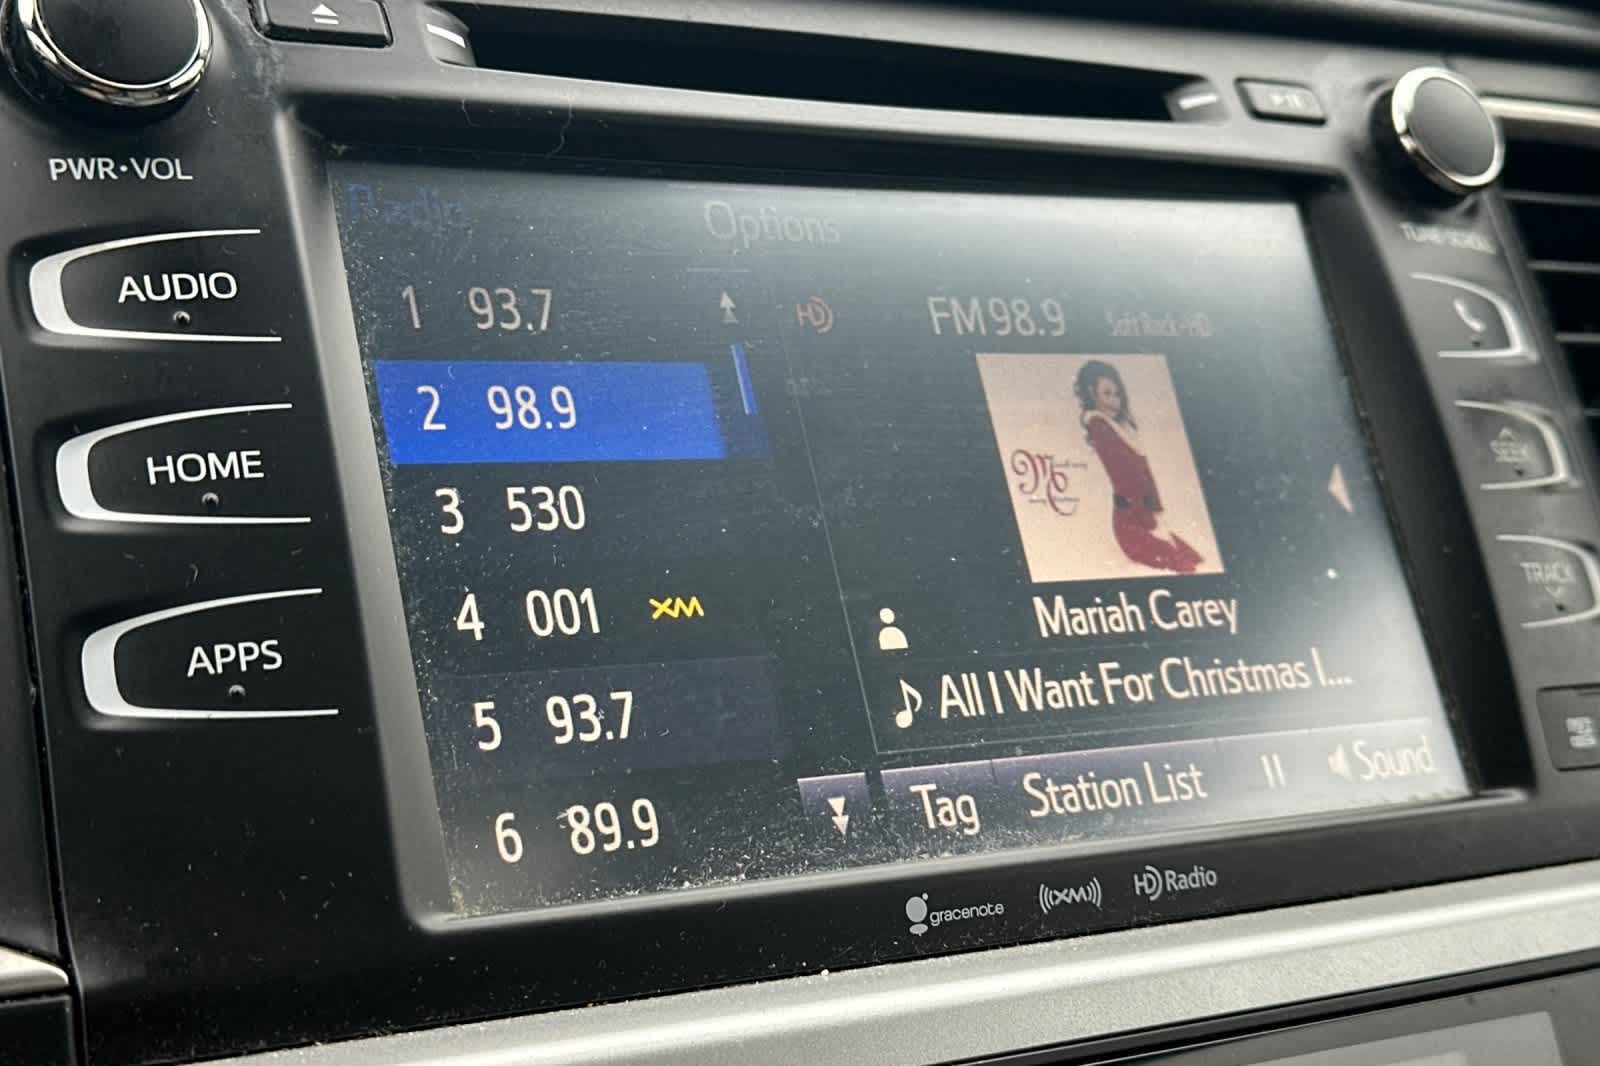 PWR•VOL
AUDIO
HOME
APPS
Radio
Options
1 93.7
2 98.9
3 530
4 001 XM
5 93.7
6 89.9
HD
FM 98.9 Soft Rock-HD
Mariah Carey
All I Want For Christmas I...
Tag
Station List
Sound
gracenote
((XM))
HD Radio
SEEK
TRACK